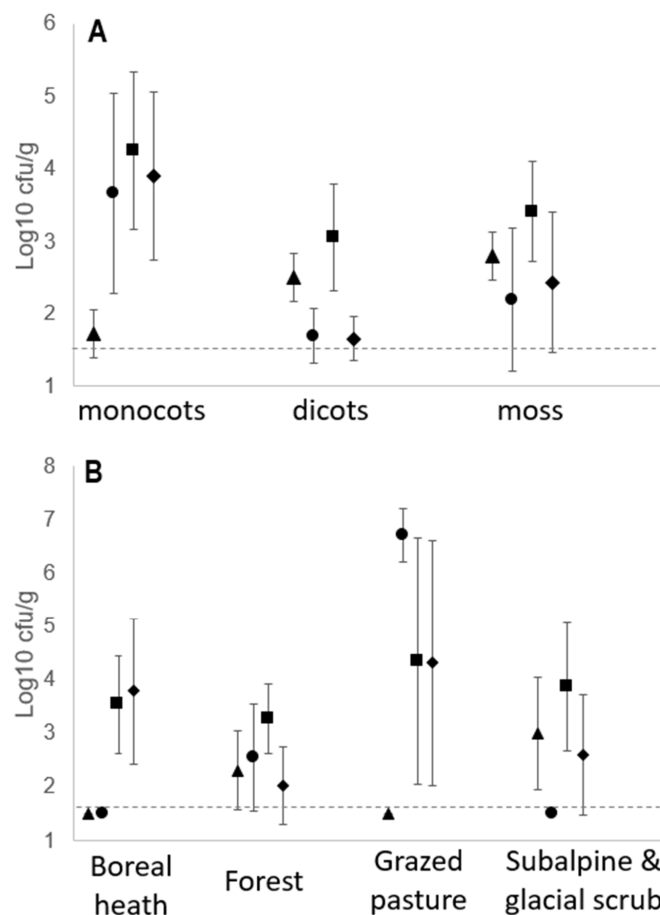 A
6
5
4
3
2
1
Log10 cfu/g
monocots dicots moss
B
8
7
6
5
4
3
2
1
Log10 cfu/g
Boreal heath
Forest
Grazed pasture
Subalpine &
glacial scrub